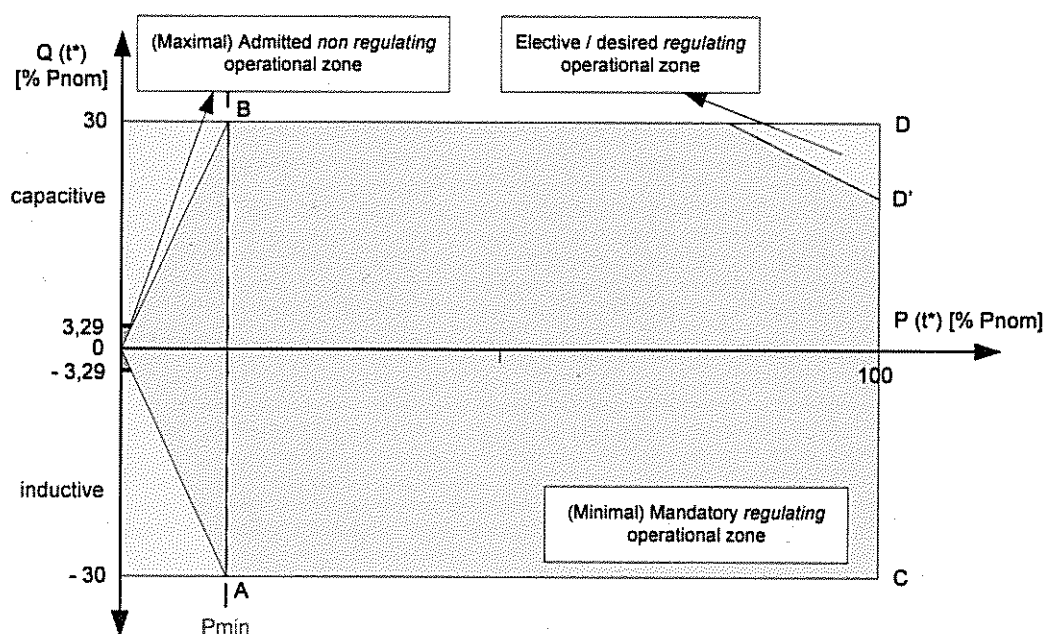 Q (t*)
[% Pnom]
(Maximal) Admitted non regulating
operational zone
Elective / desired regulating
operational zone
B
30
D
capacitive
D'
3,29
0
- 3,29
P (t*) [% Pnom]
100
inductive
(Minimal) Mandatory regulating
operational zone
- 30
A
C
Pmin